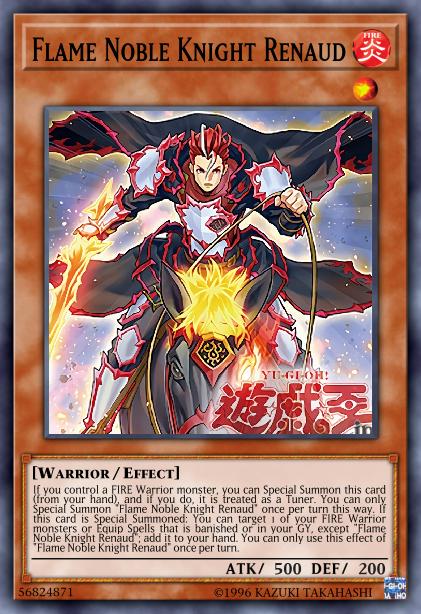 Flame Noble Knight Renaud
FIRE
炎
YU-GI-OH!
遊戯王
[Warrior / Effect]
If you control a FIRE Warrior monster, you can Special Summon this card
(from your hand), and if you do, it is treated as a Tuner. You can only
Special Summon "Flame Noble Knight Renaud" once per turn this way. If
this card is Special Summoned: You can target 1 of your FIRE Warrior
monsters or Equip Spells that is banished or in your GY, except "Flame
Noble Knight Renaud"; add it to your hand. You can only use this effect of
"Flame Noble Knight Renaud" once per turn.
ATK/ 500 DEF/ 200
56824871
©1996 KAZUKI TAKAHASHI